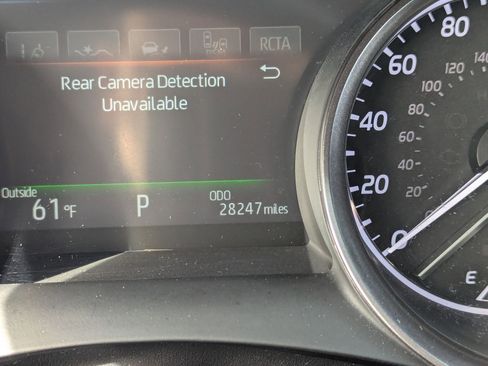 RCTA
Rear Camera Detection
Unavailable
Outside
61°F
P
ODO
28247 miles
80
60
40
20
0
140
120
100
80
60
40
20
E